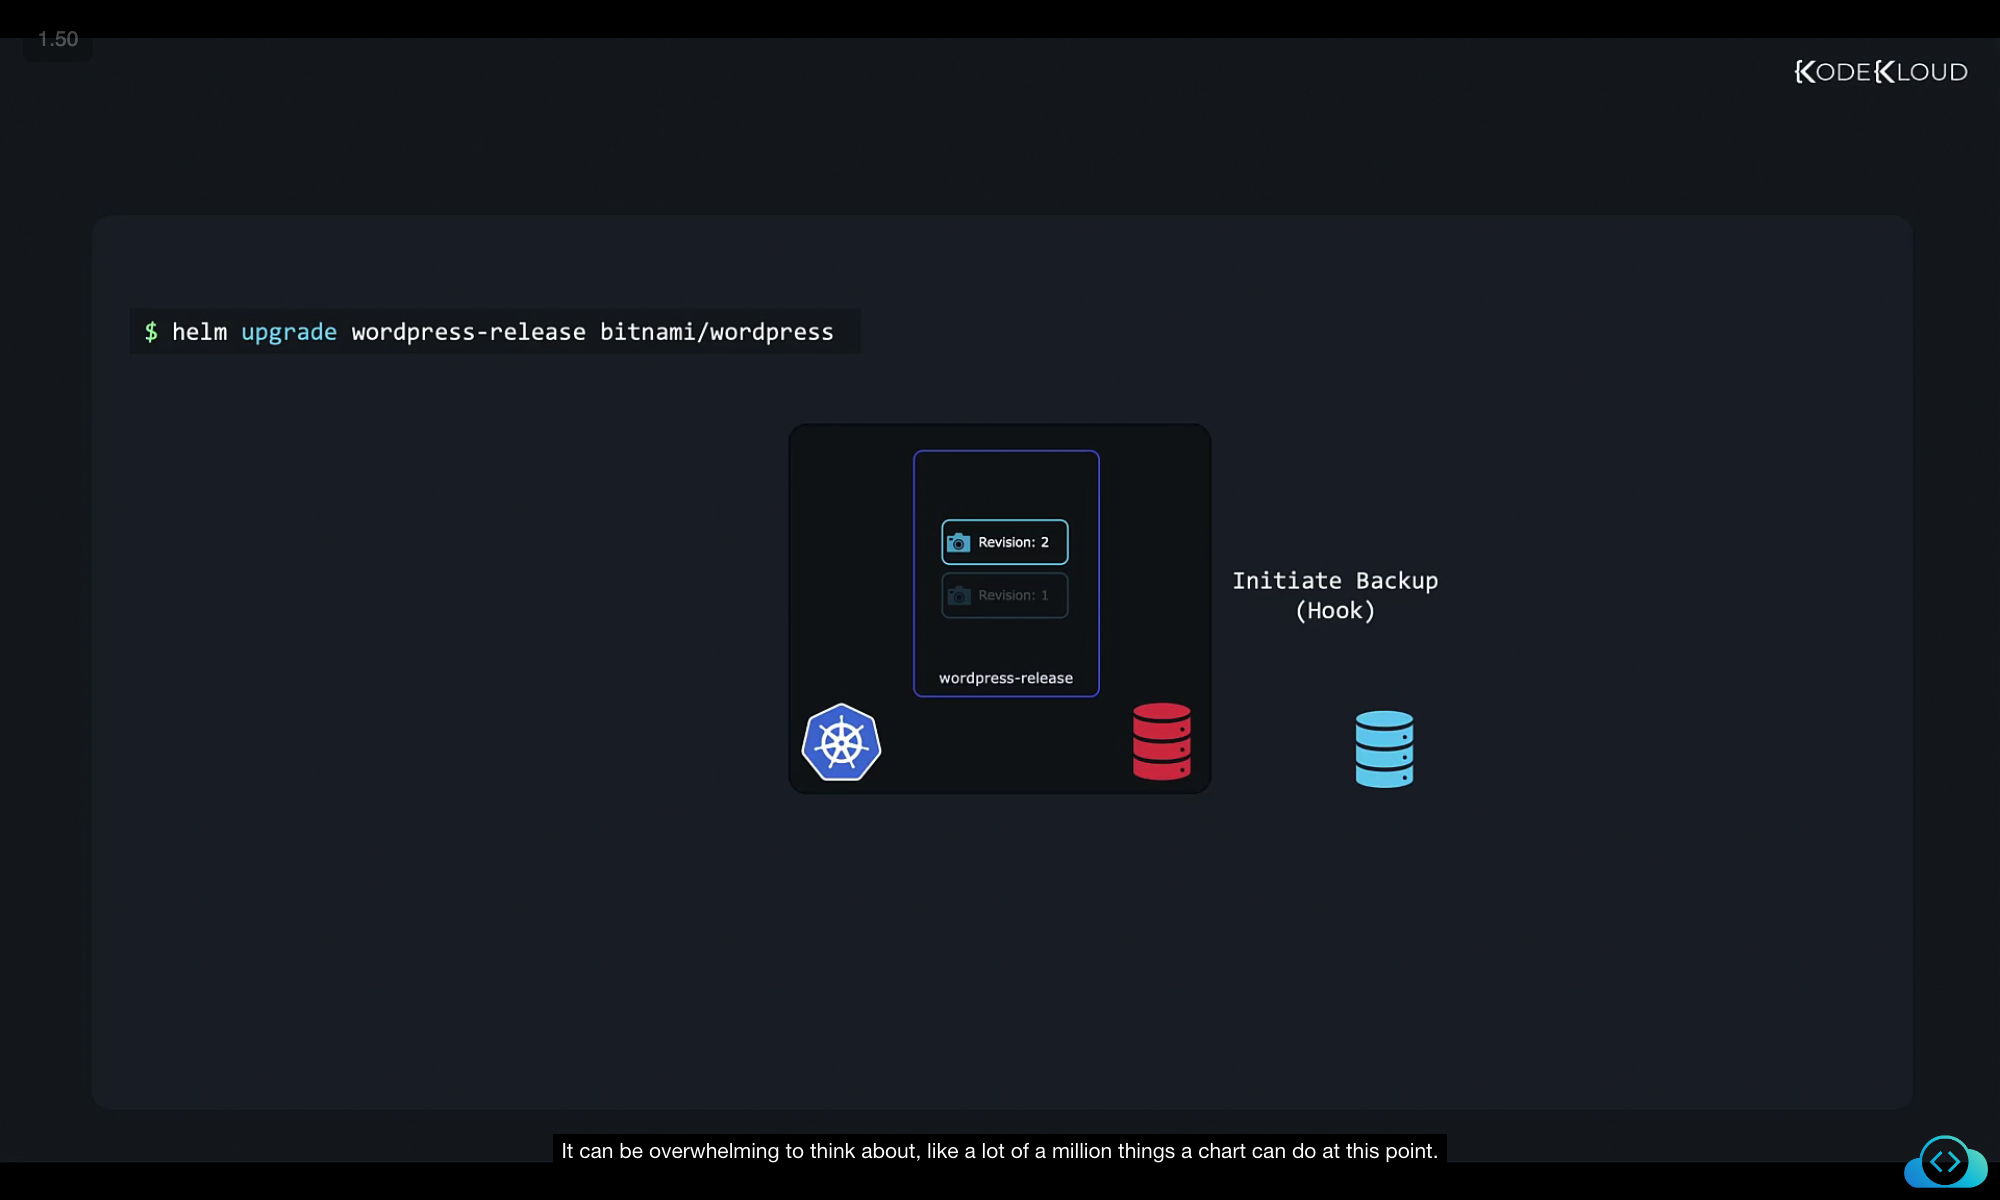 1.50
KODEKLOUD
$ helm upgrade wordpress-release bitnami/wordpress
Revision: 2
Revision: 1
wordpress-release
Initiate Backup
(Hook)
It can be overwhelming to think about, like a lot of a million things a chart can do at this point.